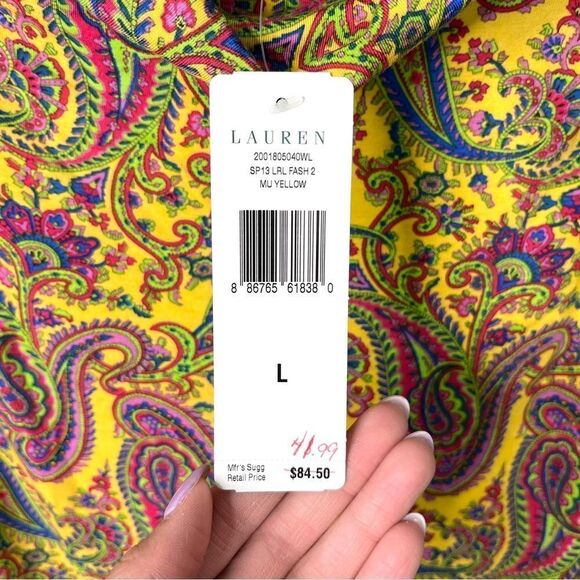 LAUREN
2001805040WL
SP13 LRL FASH 2
MU YELLOW
8 86765 61838 0
L
41.99
Mfr's Sugg
Retail Price $84.50